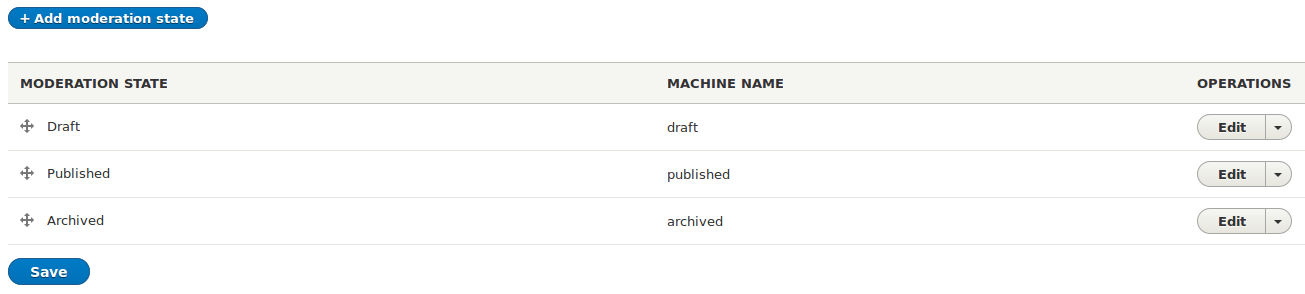 + Add moderation state
MODERATION STATE MACHINE NAME OPERATIONS
Draft draft Edit
Published published Edit
Archived archived Edit
Save